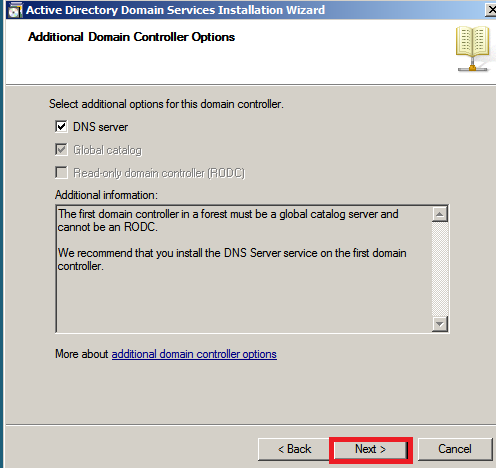 Active Directory Domain Services Installation Wizard
Additional Domain Controller Options
Select additional options for this domain controller.
DNS server
Global catalog
Read-only domain controller (RODC)
Additional information:
The first domain controller in a forest must be a global catalog server and
cannot be an RODC.
We recommend that you install the DNS Server service on the first domain
controller.
More about additional domain controller options
< Back Next > Cancel